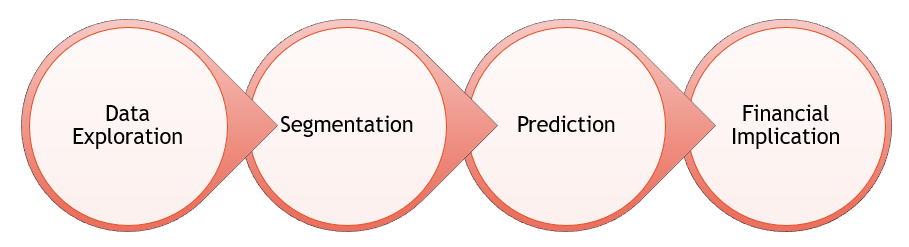 Data
Exploration
Segmentation
Prediction
Financial
Implication